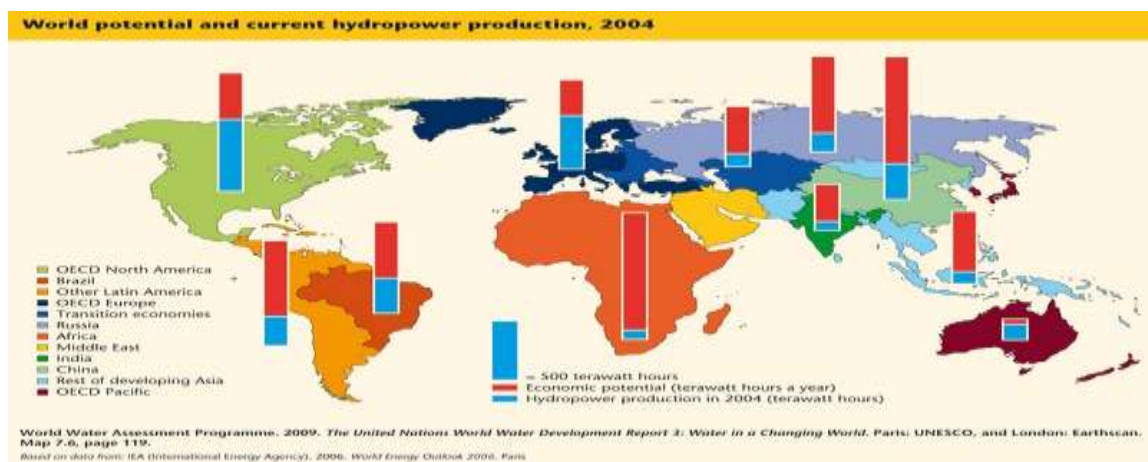 World potential and current hydropower production, 2004
OECD North America
Brazil
Other Latin America
OECD Europe
Transition economies
Russia
Africa
Middle East
India
China
Rest of developing Asia
OECD Pacific
= 500 terawatt hours
Economic potential (terawatt hours a year)
Hydropower production in 2004 (terawatt hours)
World Water Assessment Programme. 2009. The United Nations World Water Development Report 3: Water in a Changing World. Paris: UNESCO, and London: Earthscan.
Map 7.6, page 119.
Based on data from: IEA (International Energy Agency). 2006. World Energy Outlook 2006. Paris